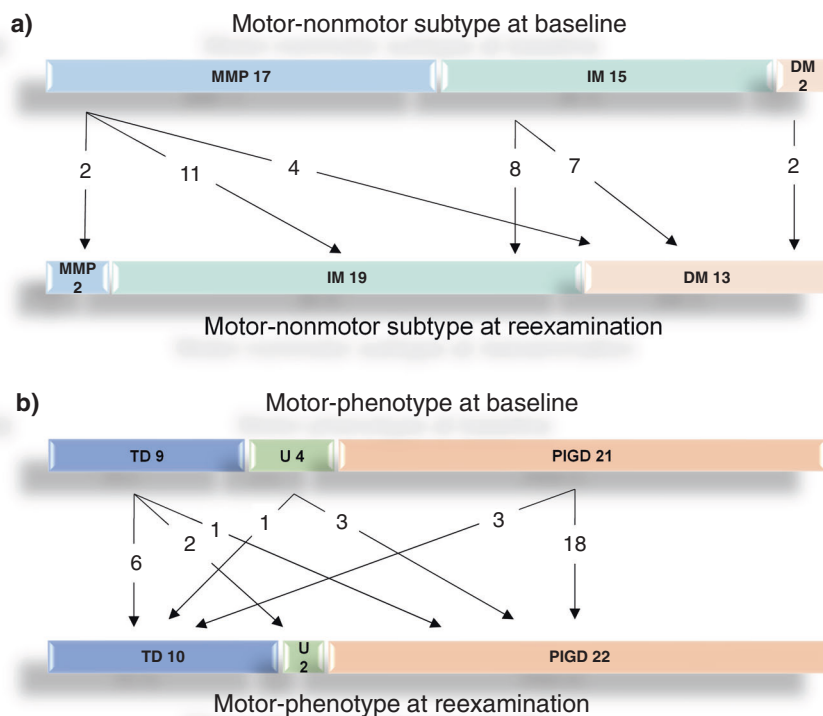 a)
Motor-nonmotor subtype at baseline
MMP 17 IM 15 DM 2
2 11 4 8 7 2
MMP 2 IM 19 DM 13
Motor-nonmotor subtype at reexamination
b)
Motor-phenotype at baseline
TD 9 U 4 PIGD 21
6 2 1 1 3 3 18
TD 10 U 2 PIGD 22
Motor-phenotype at reexamination